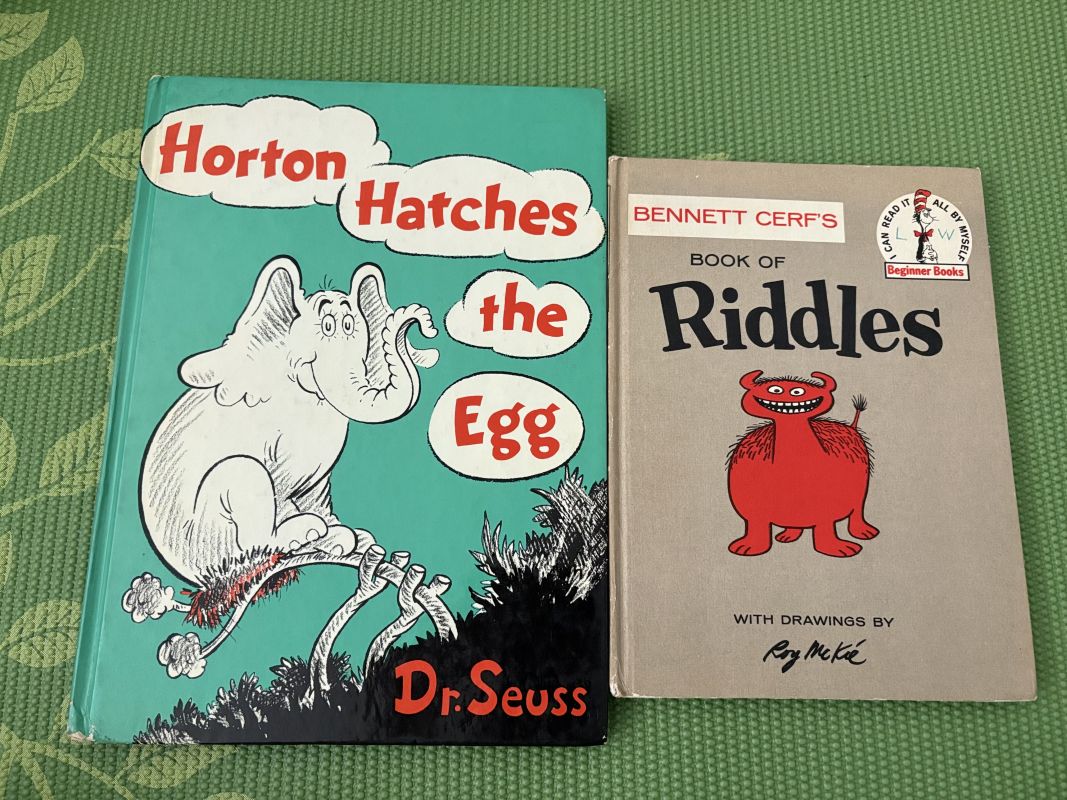 Horton
Hatches
the
Egg
Dr. Seuss
BENNETT CERF'S
BOOK OF
Riddles
I CAN READ IT ALL BY MYSELF
L W
Beginner Books
WITH DRAWINGS BY
Roy McKié